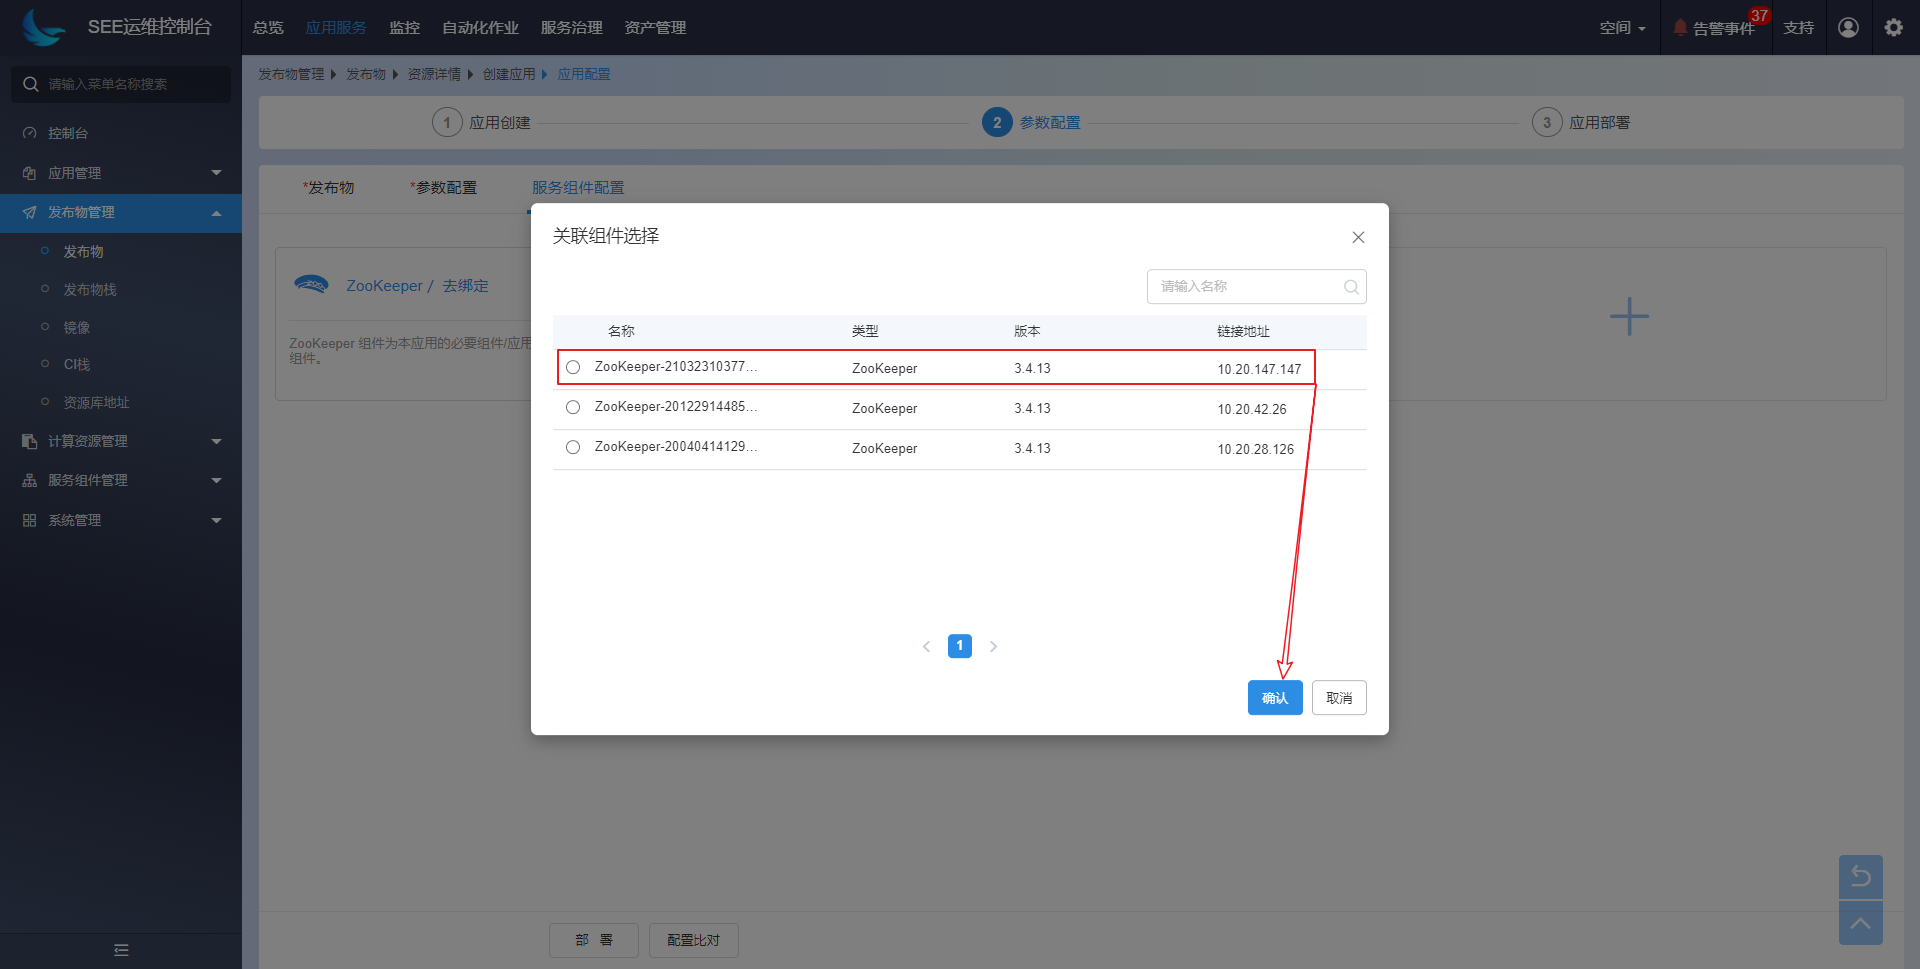 SEE运维控制台
总览 应用服务 监控 自动化作业 服务治理 资产管理
空间 告警事件 37 支持
请输入菜单名称搜索
控制台
应用管理
发布物管理
发布物
发布物栈
镜像
CI栈
资源库地址
计算资源管理
服务组件管理
系统管理
发布物管理 发布物 资源详情 创建应用 应用配置
1 应用创建 2 参数配置 3 应用部署
*发布物 *参数配置 服务组件配置
ZooKeeper / 去绑定
ZooKeeper 组件为本应用的必要组件/应用
组件。
关联组件选择
请输入名称
名称 类型 版本 链接地址
ZooKeeper-21032310377... ZooKeeper 3.4.13 10.20.147.147
ZooKeeper-20122914485... ZooKeeper 3.4.13 10.20.42.26
ZooKeeper-20040414129... ZooKeeper 3.4.13 10.20.28.126
1
确认 取消
部 署 配置比对